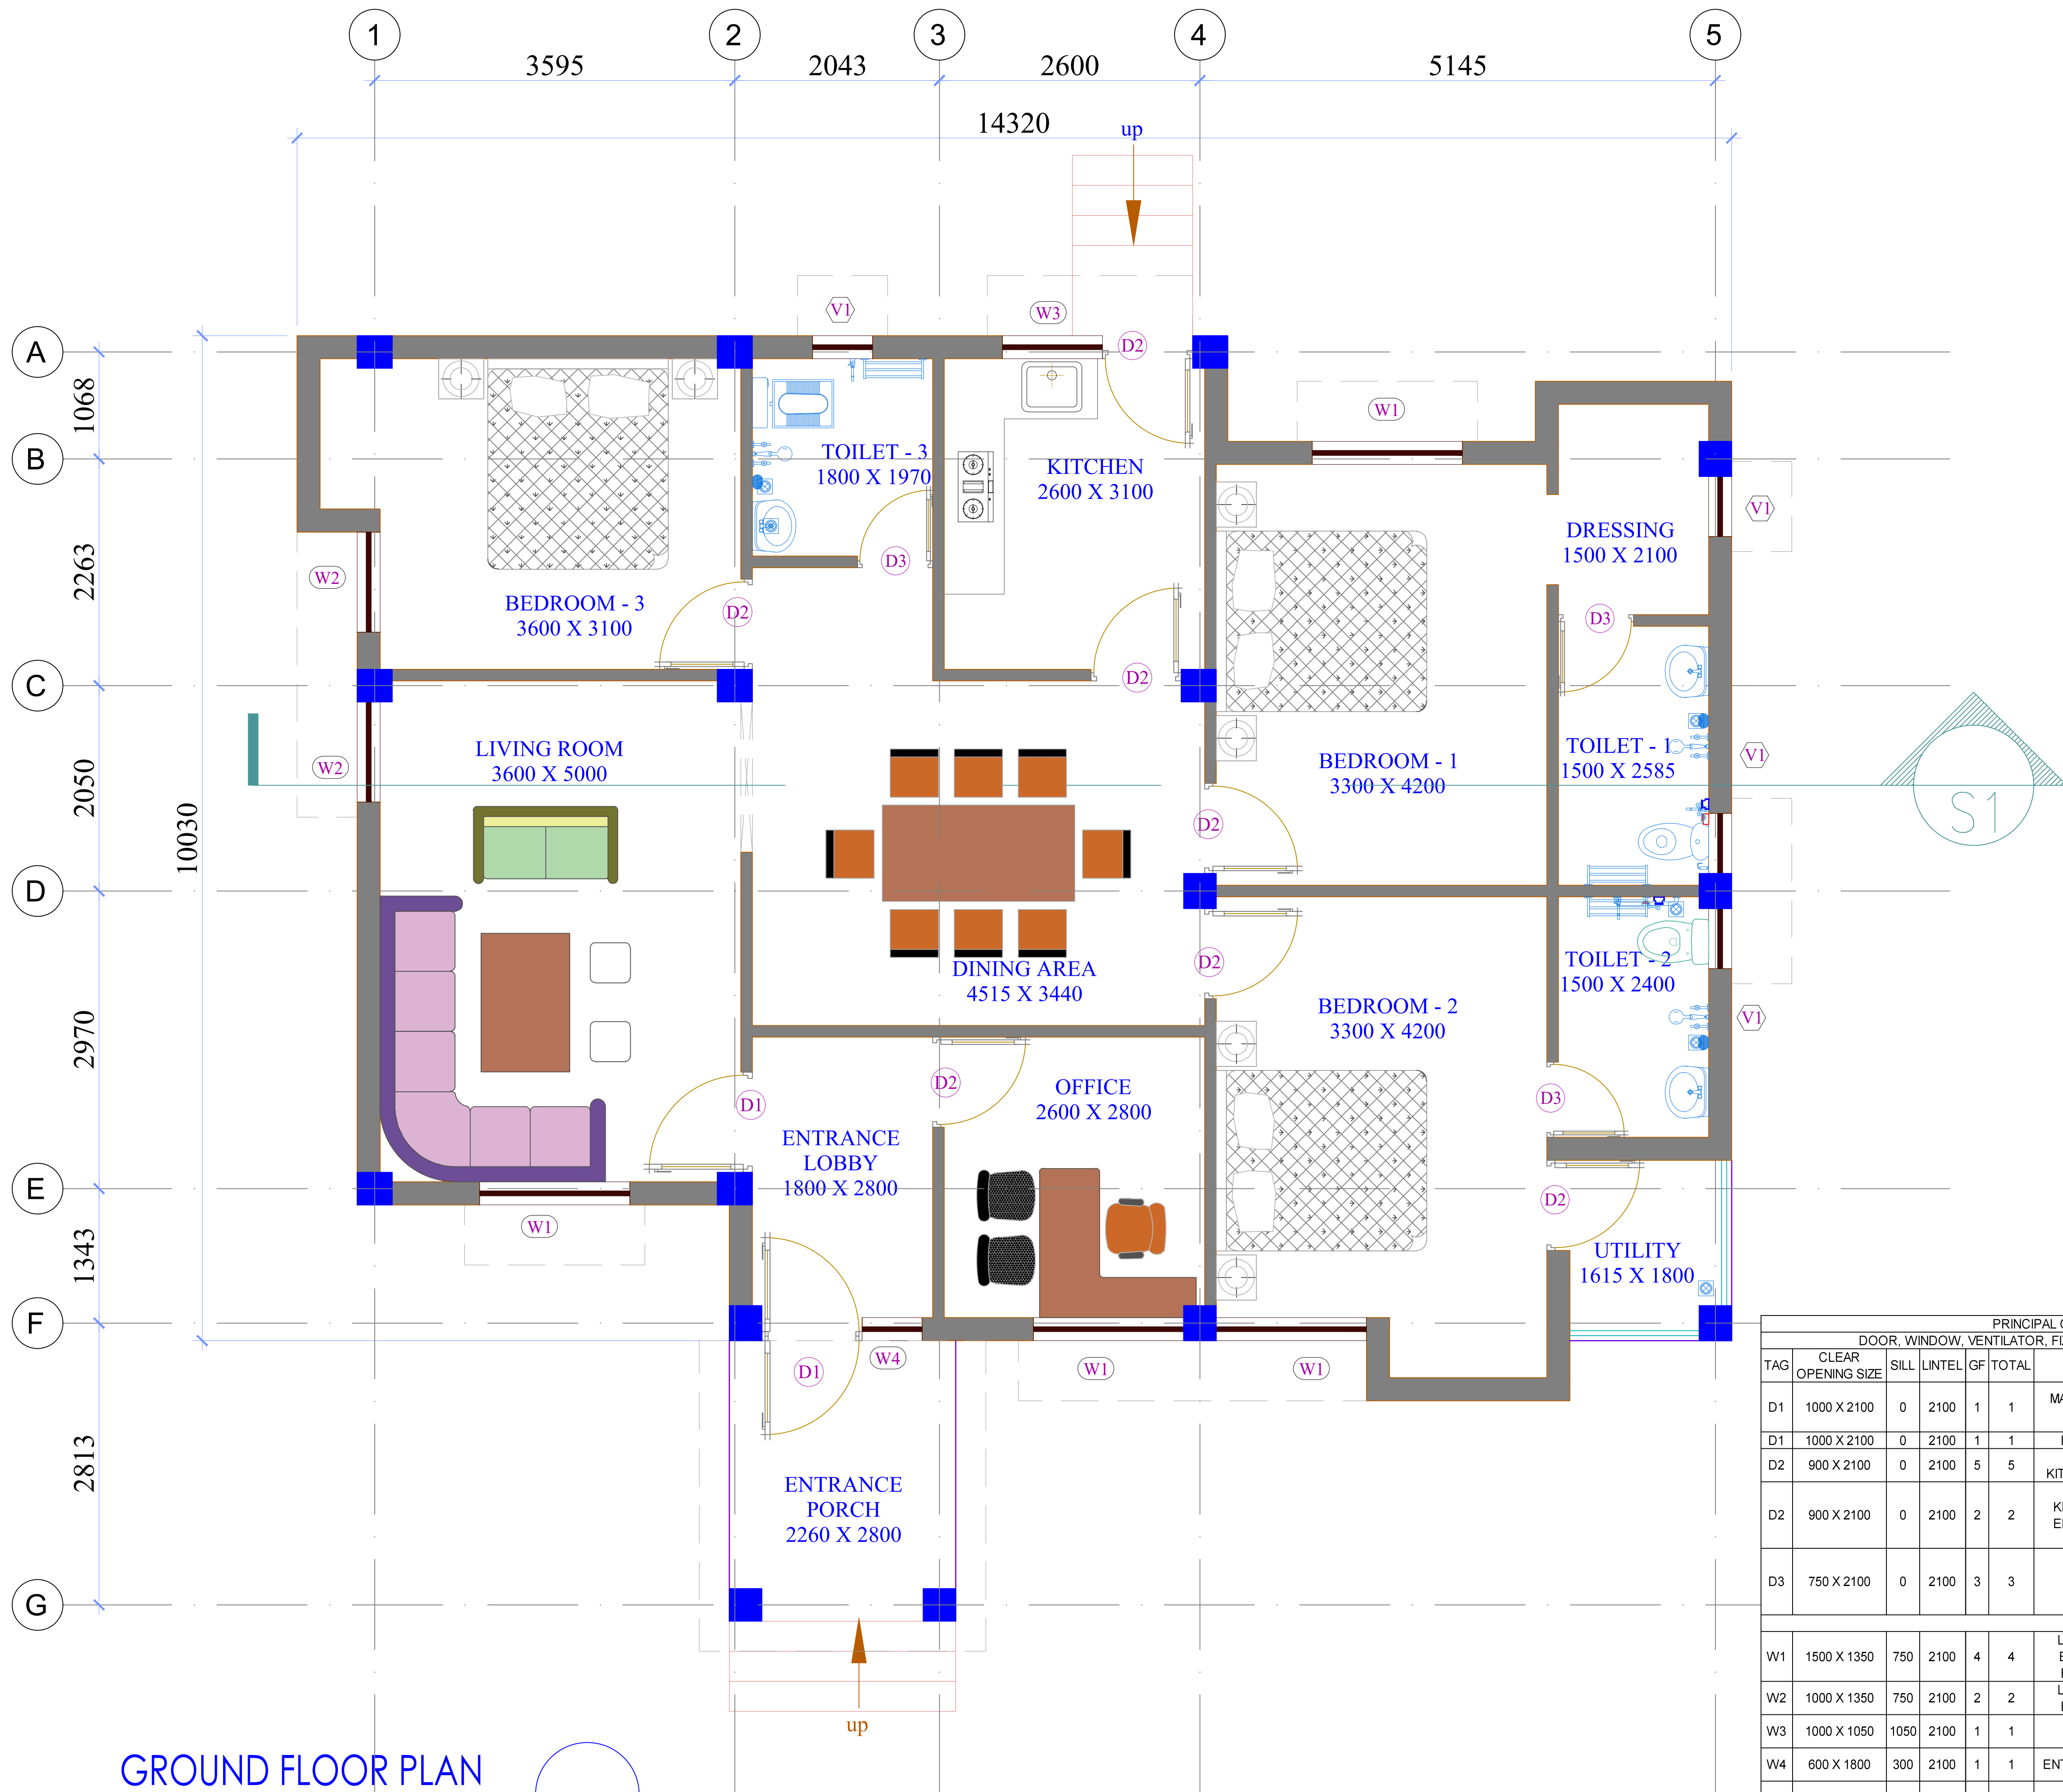 1 2 3 4 5
3595 2043 2600 5145
14320
up
A
B
C
D
E
F
G
1068
2263
2050
2970
1343
2813
10030
V1
W3
D2
W1
TOILET - 3
1800 X 1970
KITCHEN
2600 X 3100
V1
DRESSING
1500 X 2100
D3
W2
BEDROOM - 3
3600 X 3100
D2
D3
D2
LIVING ROOM
3600 X 5000
W2
TOILET - 1
1500 X 2585
V1
BEDROOM - 1
3300 X 4200
D2
S1
DINING AREA
4515 X 3440
D2
TOILET - 2
1500 X 2400
BEDROOM - 2
3300 X 4200
V1
D2
OFFICE
2600 X 2800
D1
D3
ENTRANCE
LOBBY
1800 X 2800
D2
W1
UTILITY
1615 X 1800
D1
W4
W1
W1
ENTRANCE
PORCH
2260 X 2800
up
GROUND FLOOR PLAN
PRINCIPAL
DOOR, WINDOW, VENTILATOR,
TAG CLEAR OPENING SIZE SILL LINTEL GF TOTAL
D1 1000 X 2100 0 2100 1 1
D1 1000 X 2100 0 2100 1 1
D2 900 X 2100 0 2100 5 5
D2 900 X 2100 0 2100 2 2
D3 750 X 2100 0 2100 3 3
W1 1500 X 1350 750 2100 4 4
W2 1000 X 1350 750 2100 2 2
W3 1000 X 1050 1050 2100 1 1
W4 600 X 1800 300 2100 1 1